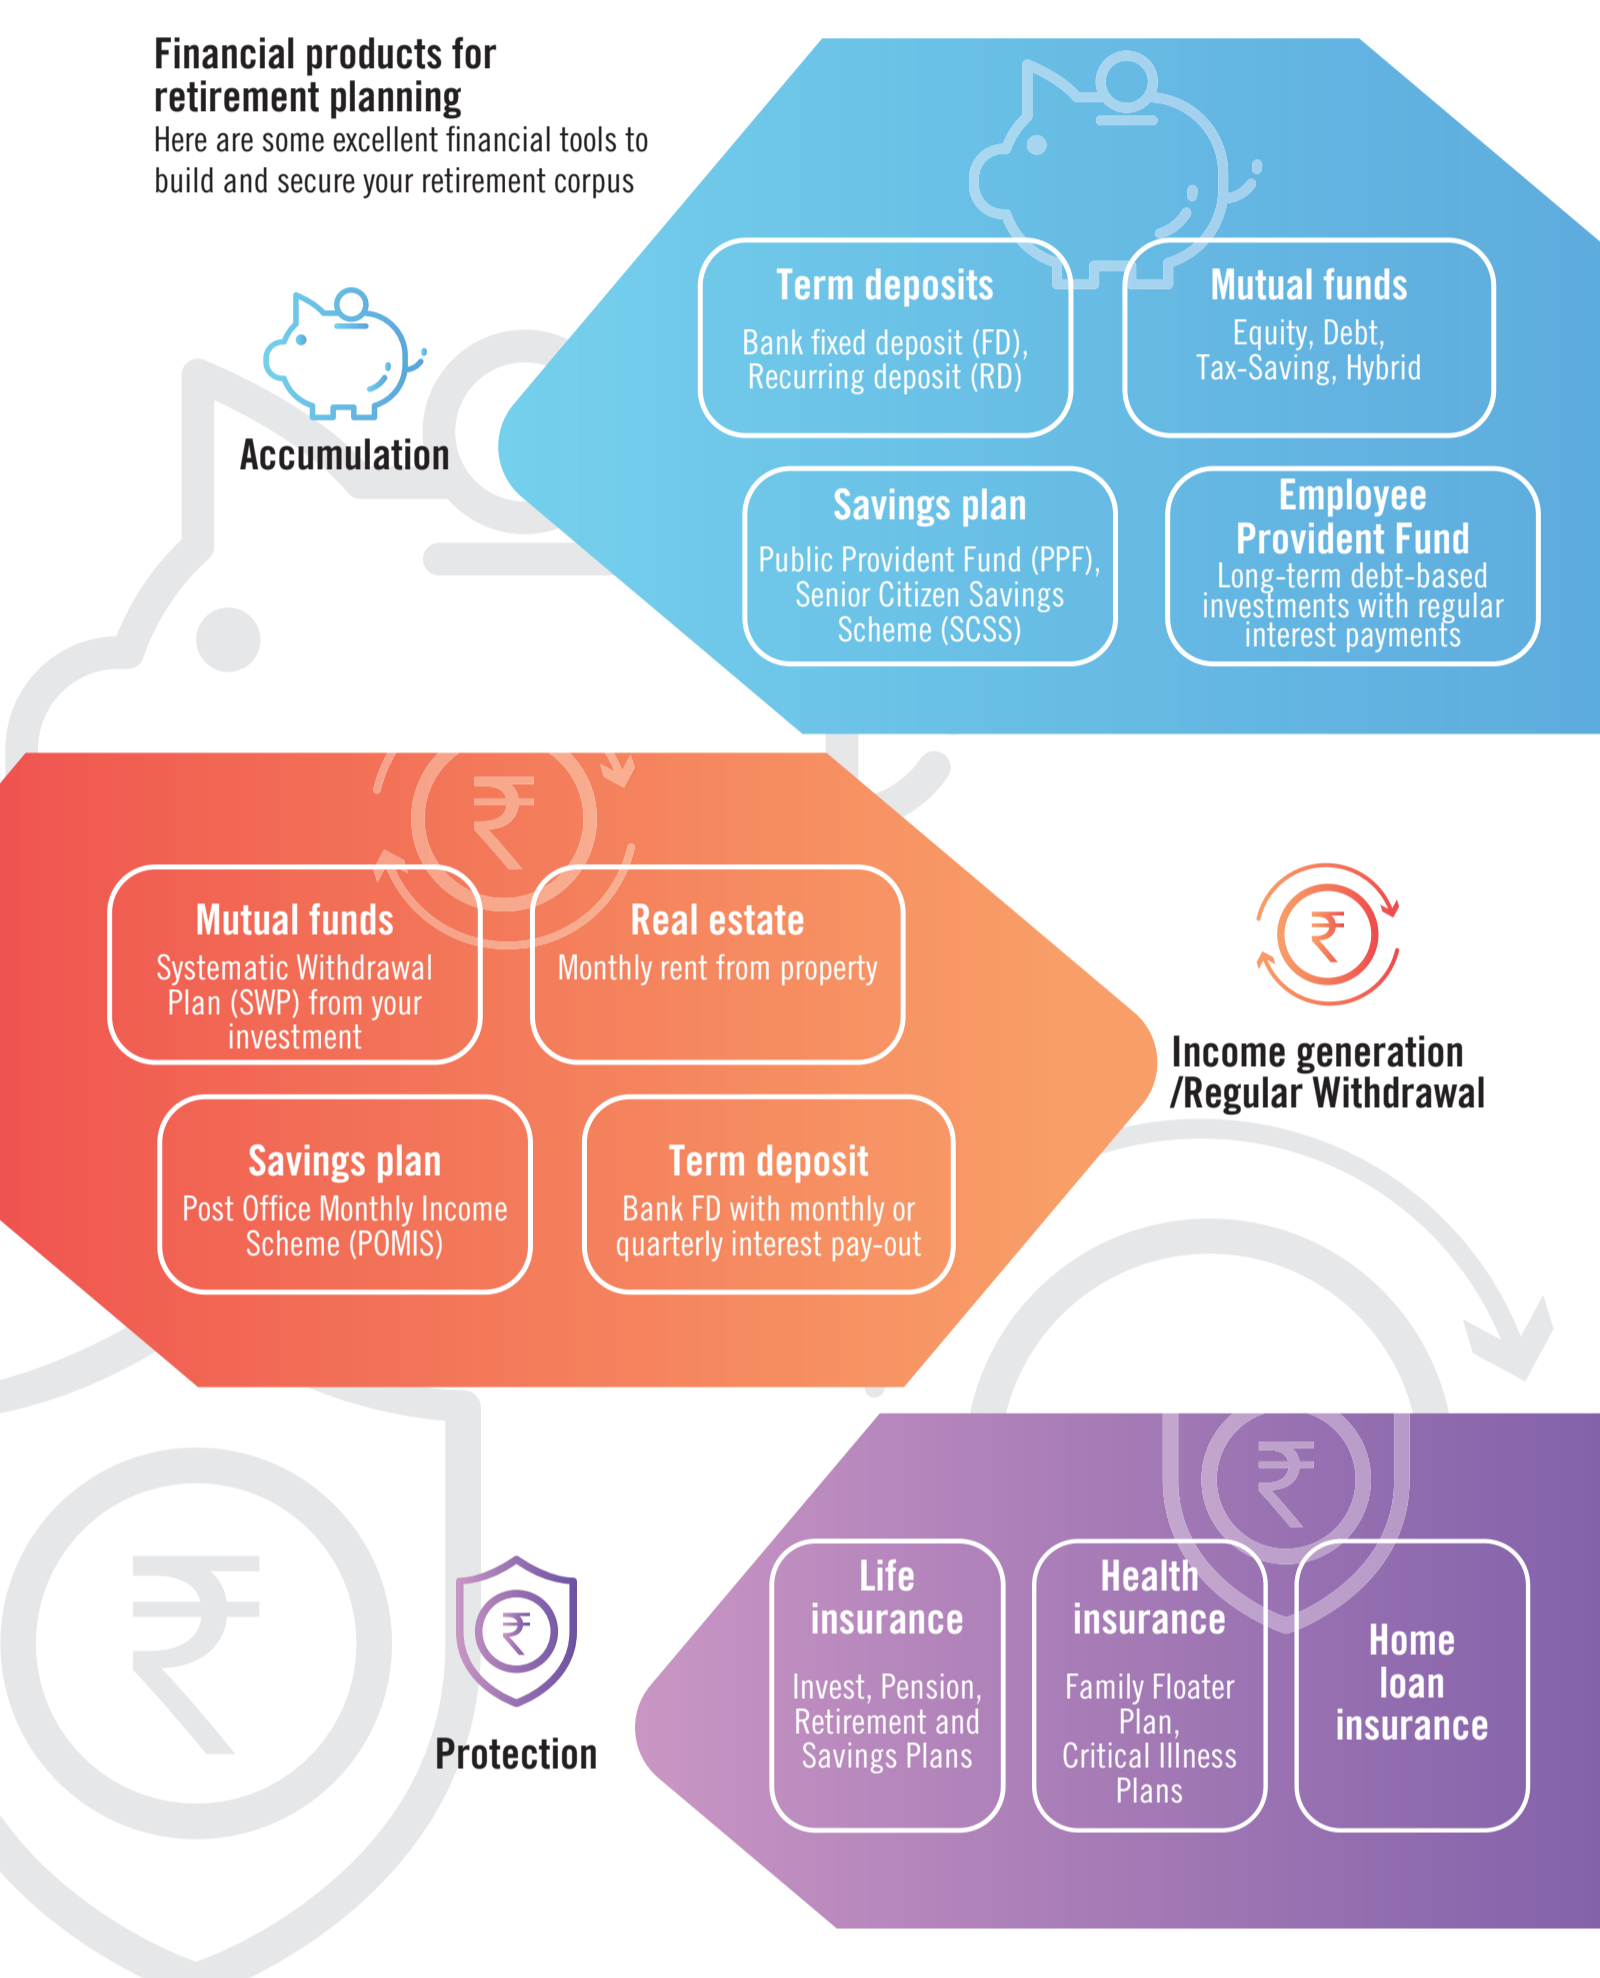 Financial products for
retirement planning
Here are some excellent financial tools to
build and secure your retirement corpus
Accumulation
Term deposits
Bank fixed deposit (FD),
Recurring deposit (RD)
Mutual funds
Equity, Debt,
Tax-Saving, Hybrid
Savings plan
Public Provident Fund (PPF),
Senior Citizen Savings
Scheme (SCSS)
Employee
Provident Fund
Long-term debt-based
investments with regular
interest payments
₹
Mutual funds
Systematic Withdrawal
Plan (SWP) from your
investment
Real estate
Monthly rent from property
Savings plan
Post Office Monthly Income
Scheme (POMIS)
Term deposit
Bank FD with monthly or
quarterly interest pay-out
₹
Income generation
/Regular Withdrawal
₹
₹
Protection
₹
Life
insurance
Invest, Pension,
Retirement and
Savings Plans
Health
insurance
Family Floater
Plan,
Critical Illness
Plans
Home
loan
insurance